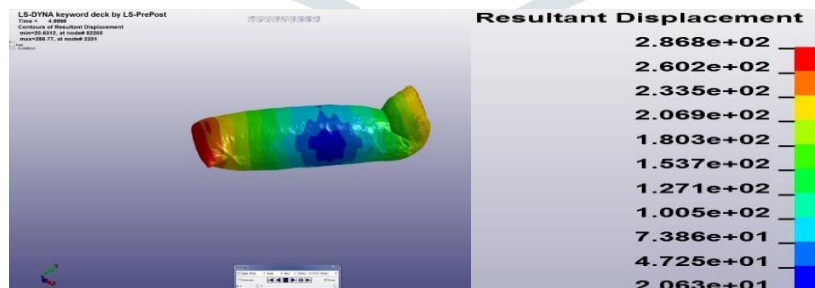 LS-DYNA keyword deck by LS-PrePost
Time = 4.9996
Contours of Resultant Displacement
min=20.6312, at node# 62209
max=286.77, at node# 2201
Resultant Displacement
2.868e+02
2.602e+02
2.335e+02
2.069e+02
1.803e+02
1.537e+02
1.271e+02
1.005e+02
7.386e+01
4.725e+01
2.063e+01